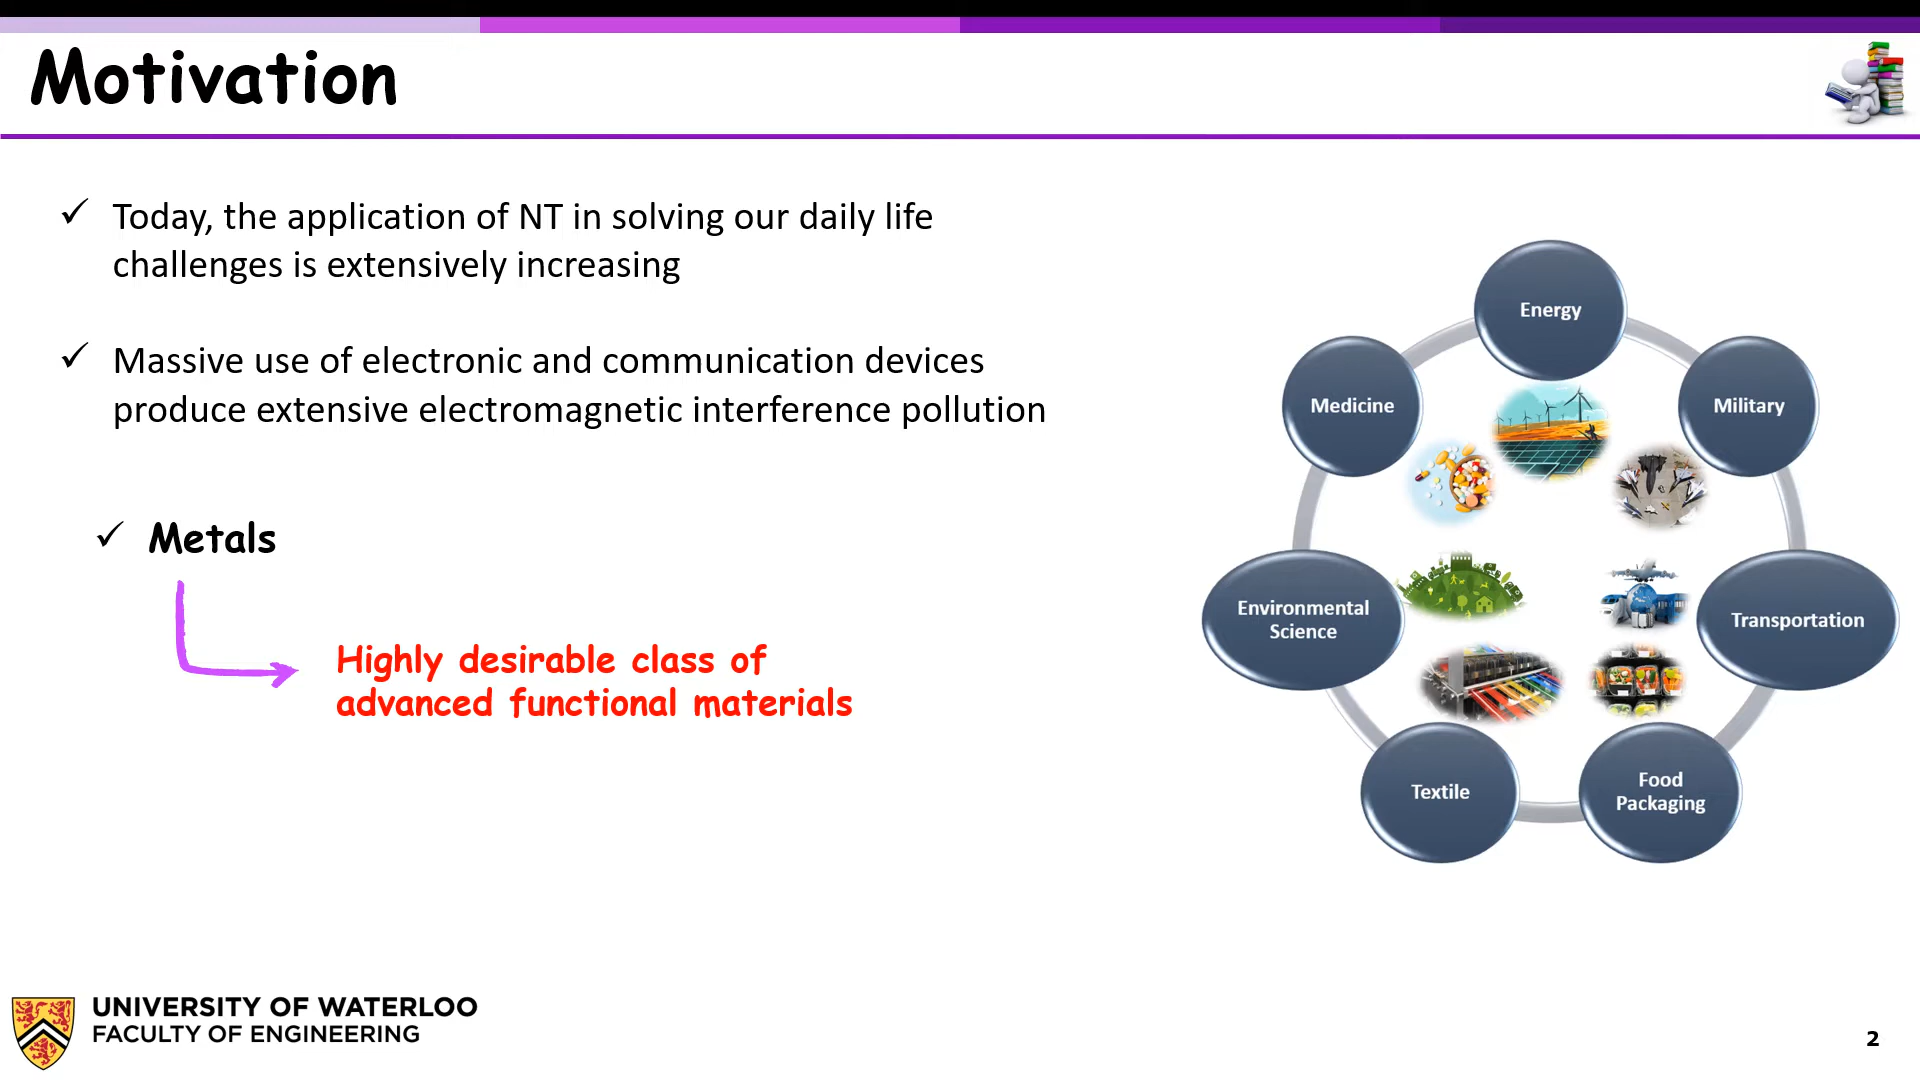 Motivation
Today, the application of NT in solving our daily life
challenges is extensively increasing
Massive use of electronic and communication devices
produce extensive electromagnetic interference pollution
Metals
Highly desirable class of
advanced functional materials
Energy
Medicine
Military
Environmental
Science
Transportation
Textile
Food
Packaging
UNIVERSITY OF WATERLOO
FACULTY OF ENGINEERING
2